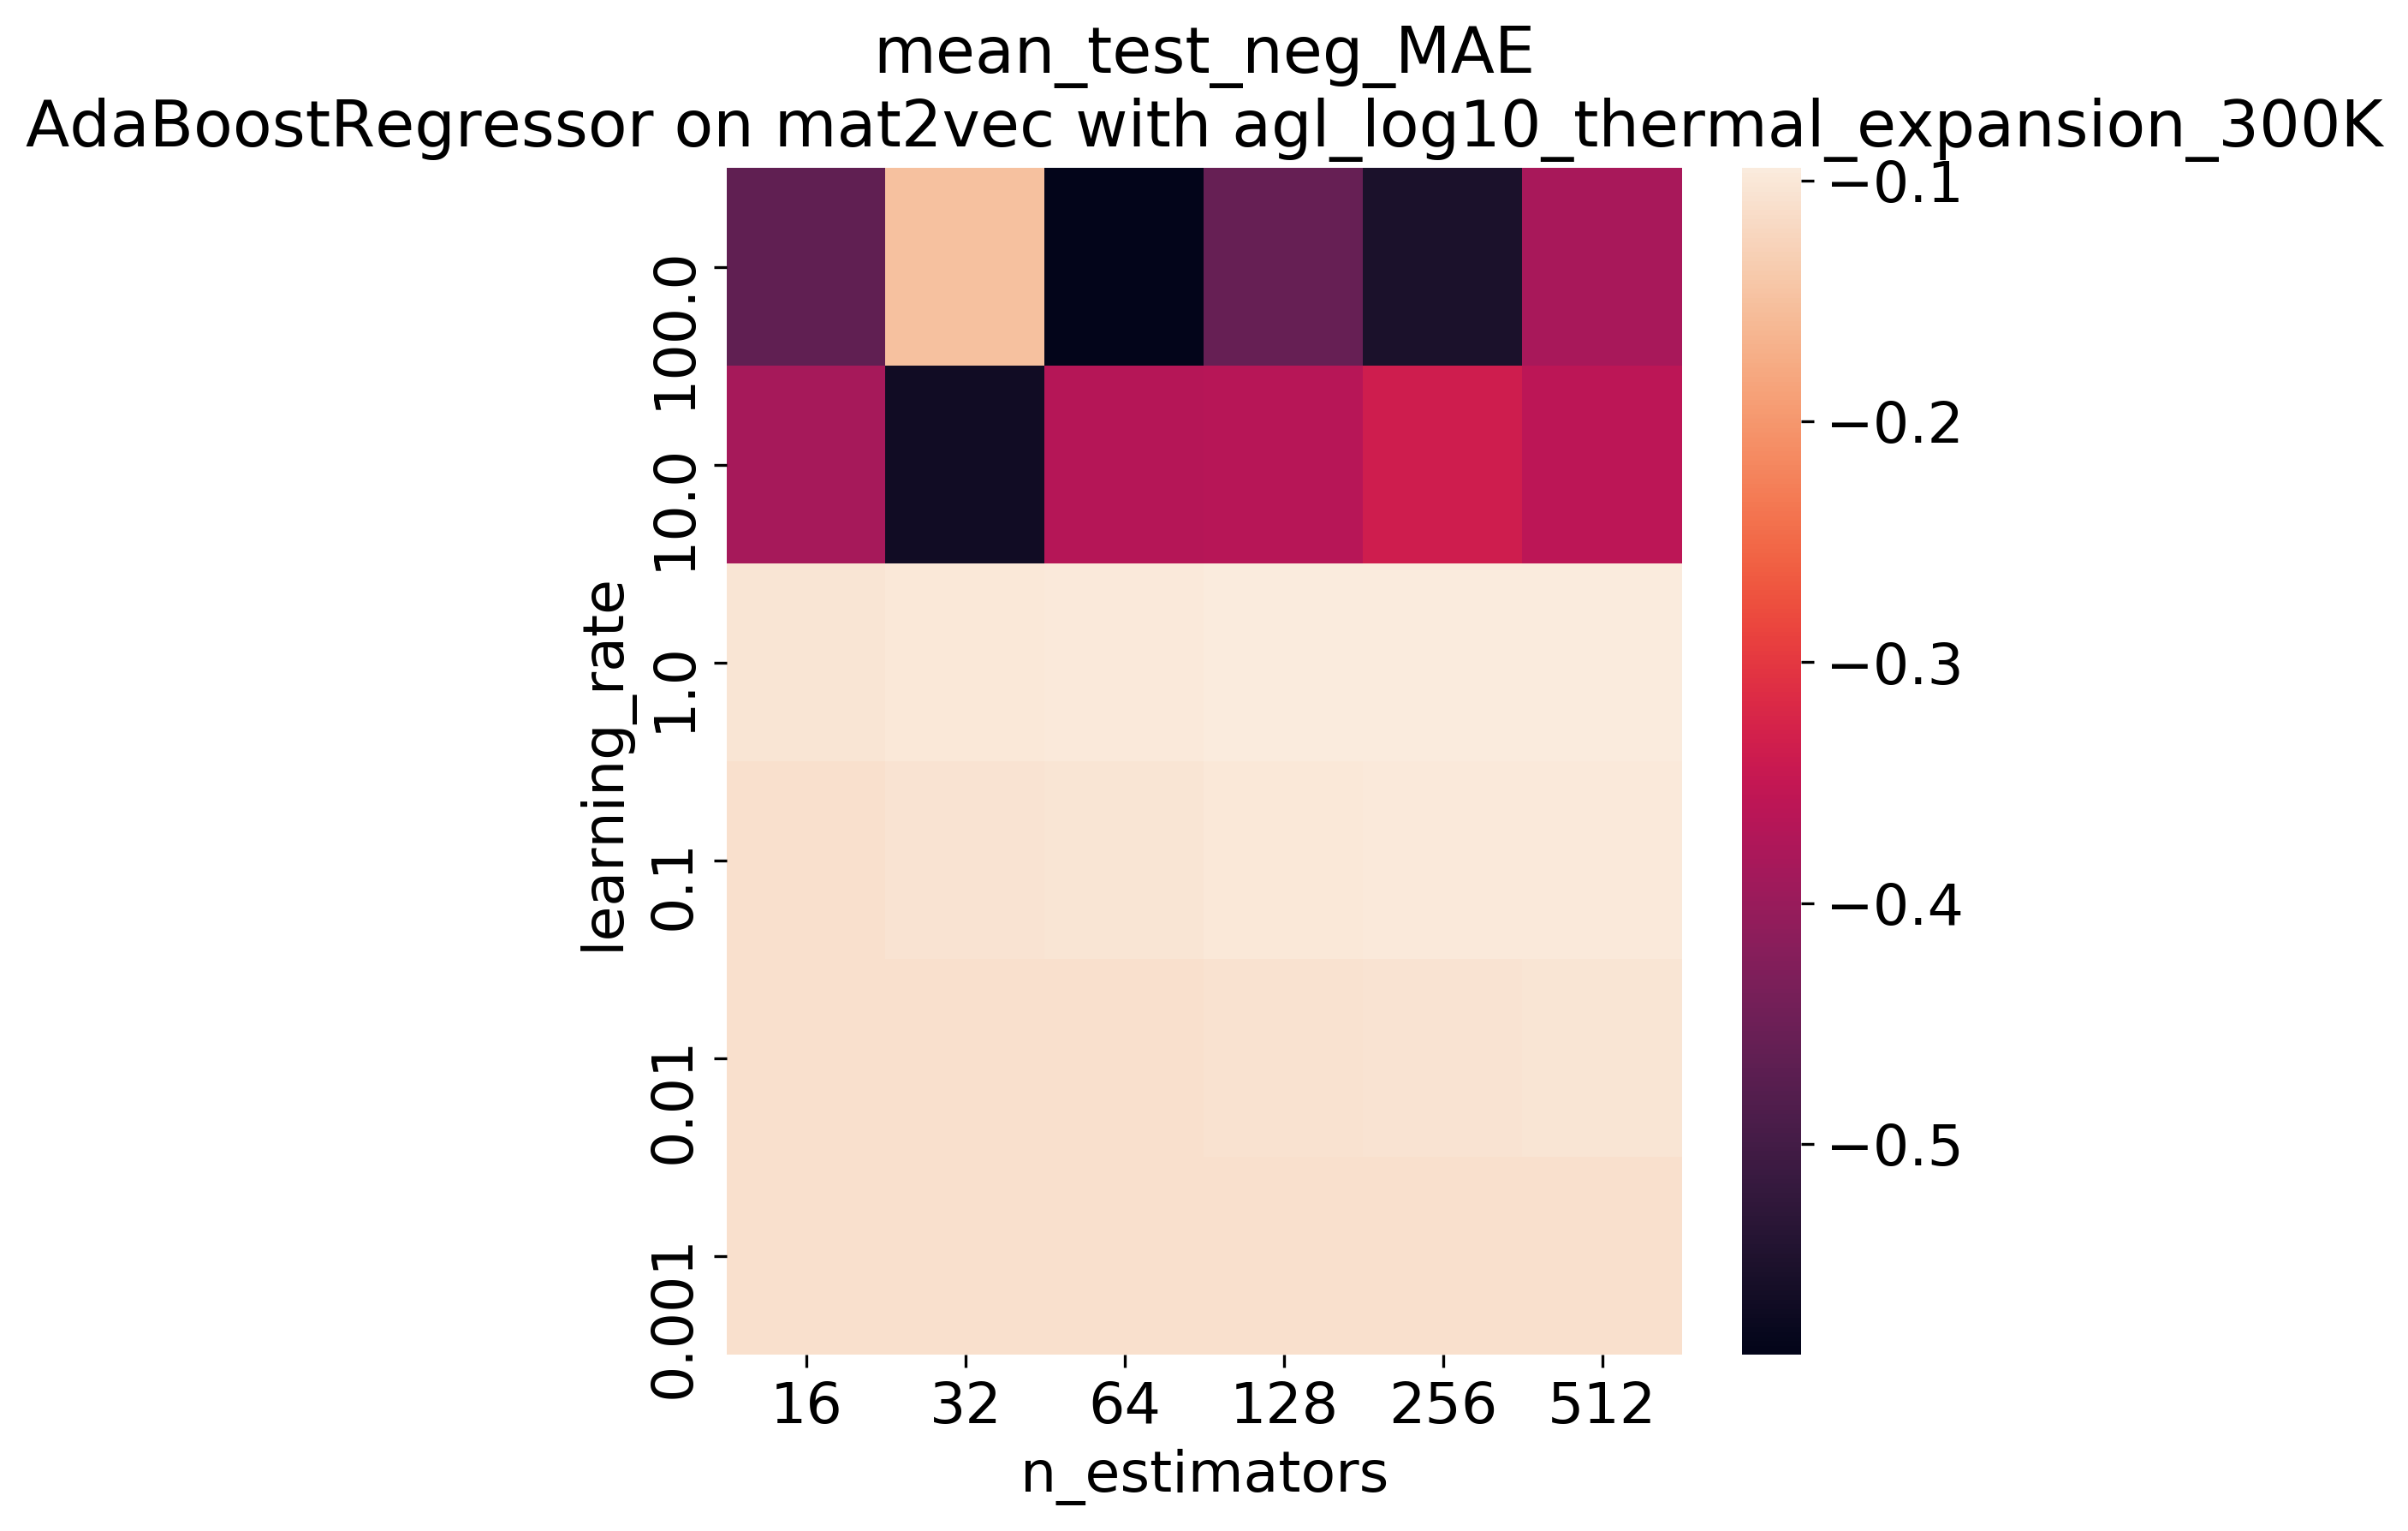 mean_test_neg_MAE
AdaBoostRegressor on mat2vec with agl_log10_thermal_expansion_300K
learning_rate
100.0
10.0
1.0
0.1
0.01
0.001
16 32 64 128 256 512
n_estimators
−0.1
−0.2
−0.3
−0.4
−0.5